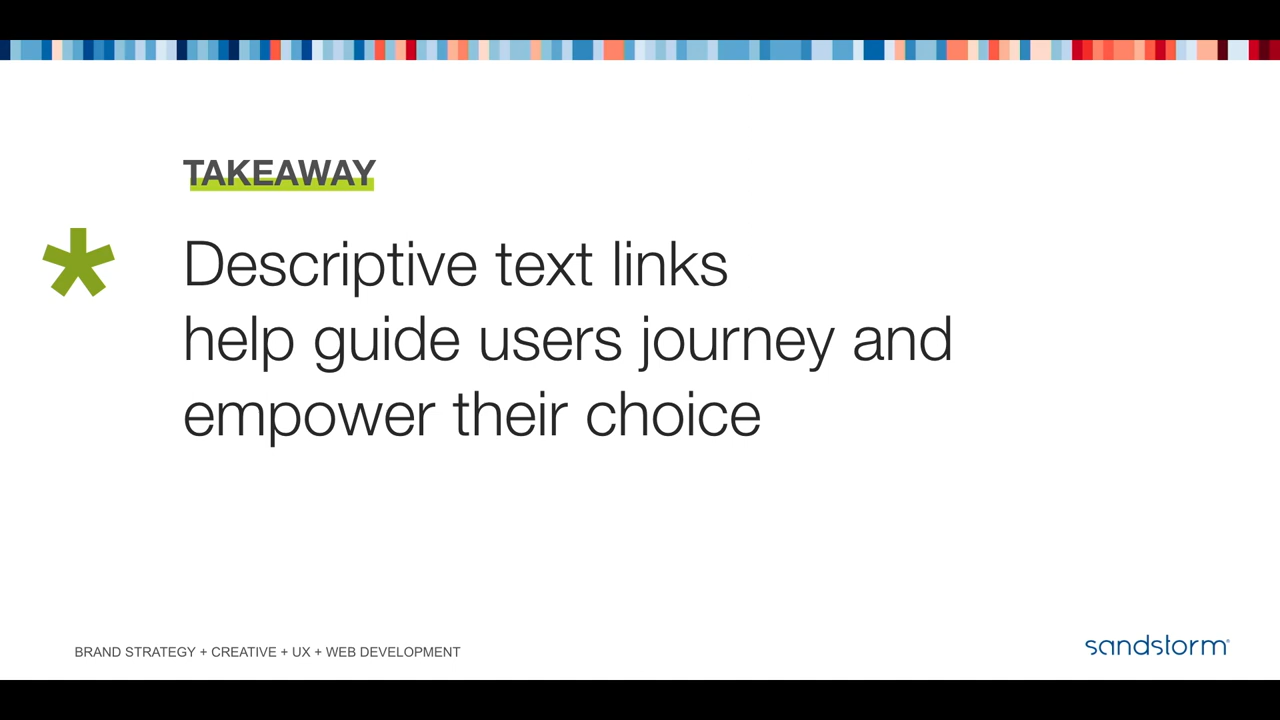 TAKEAWAY
Descriptive text links
help guide users journey and
empower their choice
BRAND STRATEGY + CREATIVE + UX + WEB DEVELOPMENT
sandstorm®